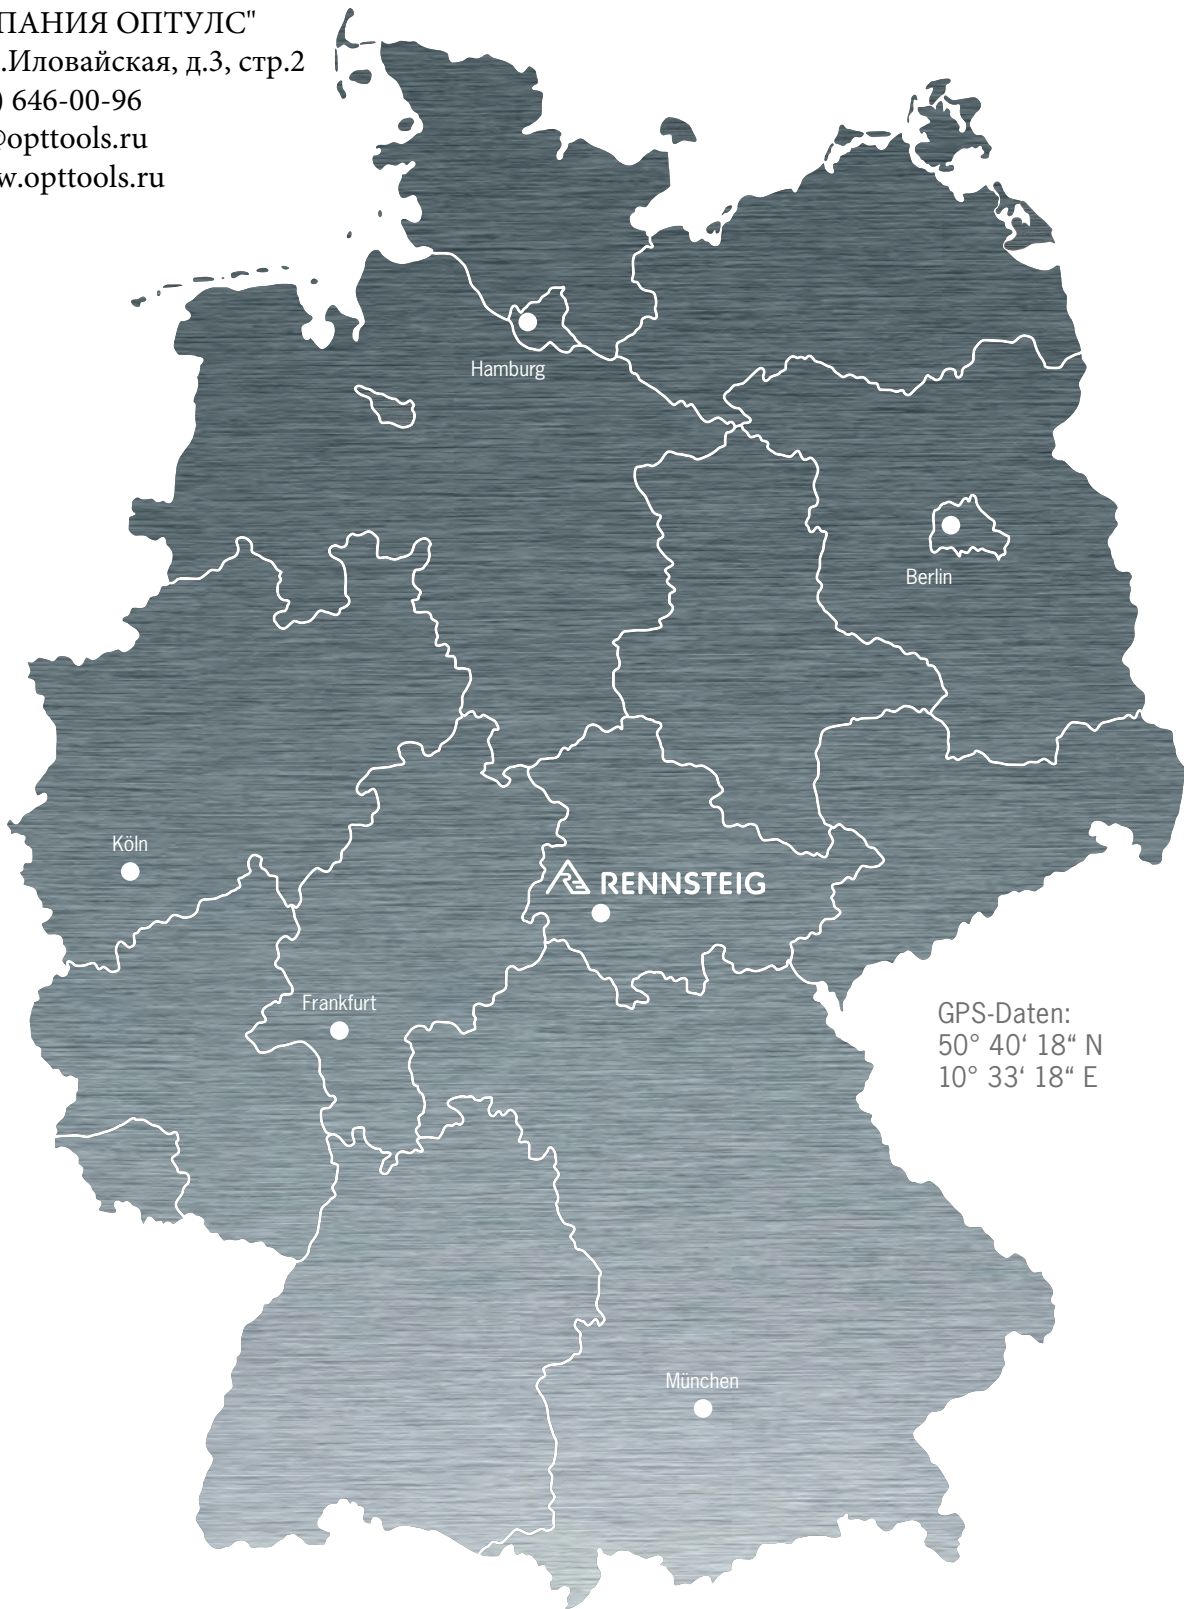 ПАНИЯ ОПТУЛС"
.Иловайская, д.3, стр.2
) 646-00-96
@opttools.ru
w.opttools.ru
Hamburg
Berlin
Köln
RENNSTEIG
Frankfurt
GPS-Daten:
50° 40‘ 18“ N
10° 33‘ 18“ E
München